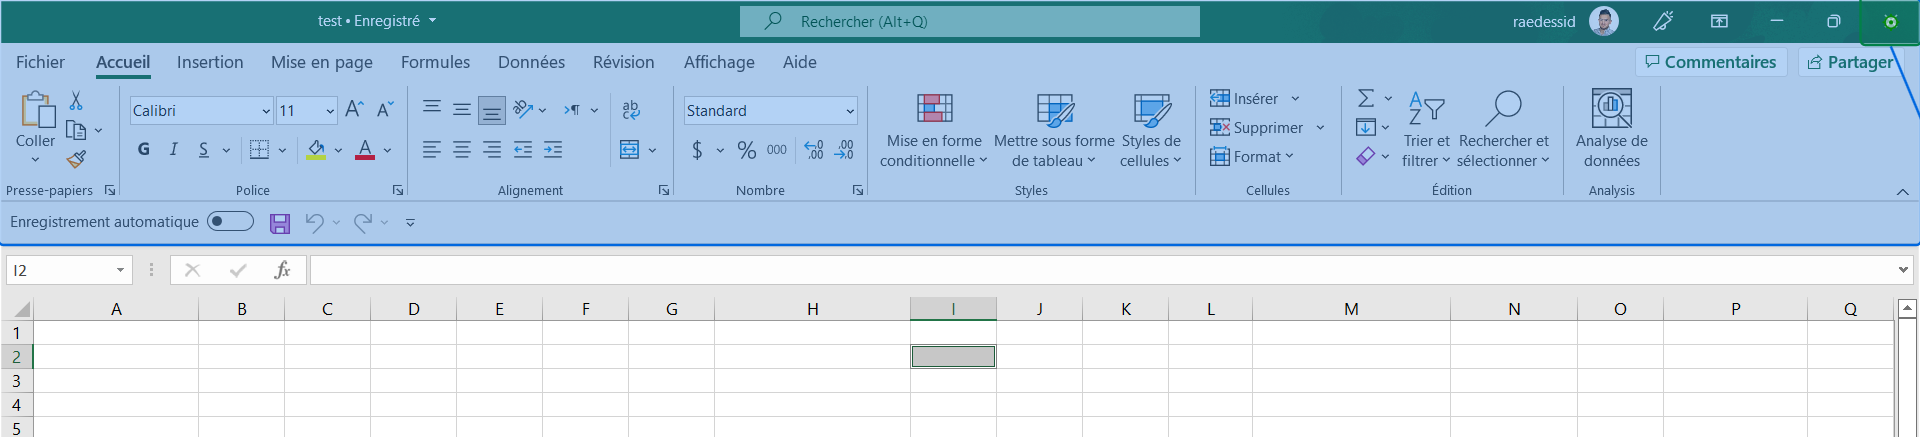 test • Enregistré
Rechercher (Alt+Q)
raedessid
Fichier Accueil Insertion Mise en page Formules Données Révision Affichage Aide
Commentaires Partager
Coller
Presse-papiers
Calibri 11
G I S A
Police
ab
Alignement
Standard
$ % 000 ,00 ,00
Nombre
Mise en forme conditionnelle
Mettre sous forme de tableau
Styles de cellules
Styles
Insérer
Supprimer
Format
Cellules
Trier et filtrer
Rechercher et sélectionner
Édition
Analyse de données
Analysis
Enregistrement automatique
I2 fx
A B C D E F G H I J K L M N O P Q
1
2
3
4
5